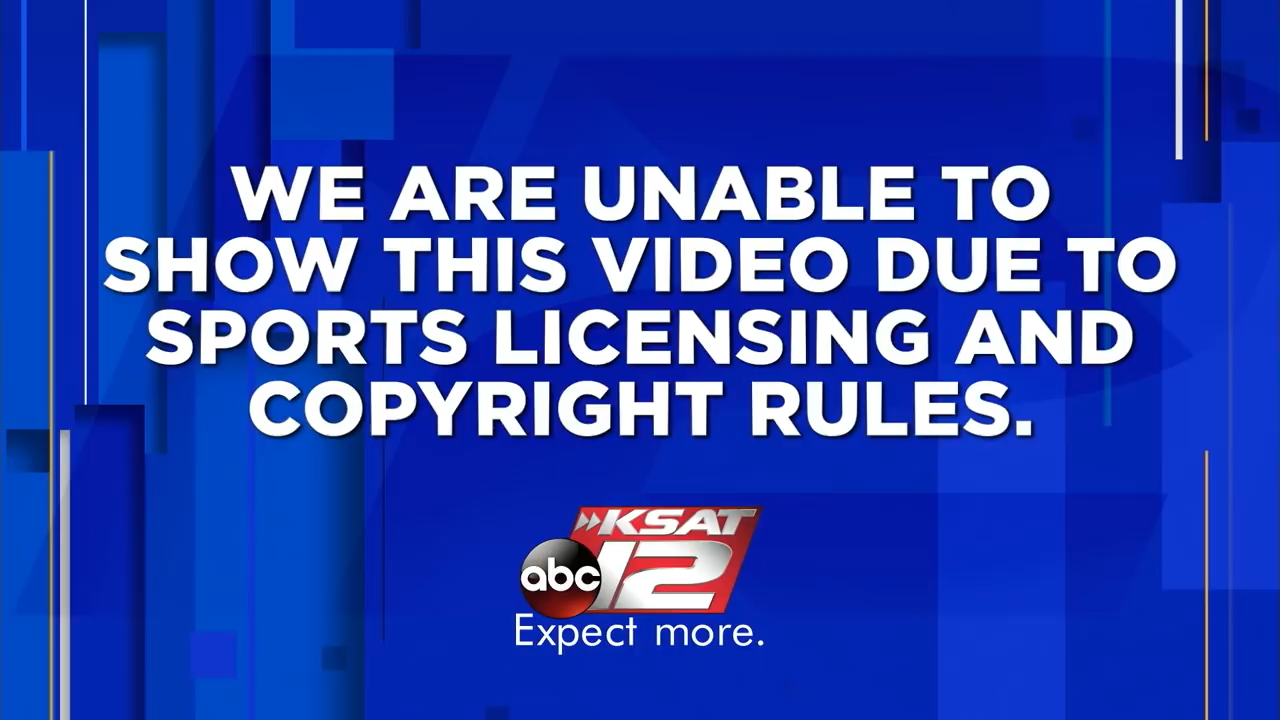 WE ARE UNABLE TO
SHOW THIS VIDEO DUE TO
SPORTS LICENSING AND
COPYRIGHT RULES.
KSAT
abc 12
Expect more.